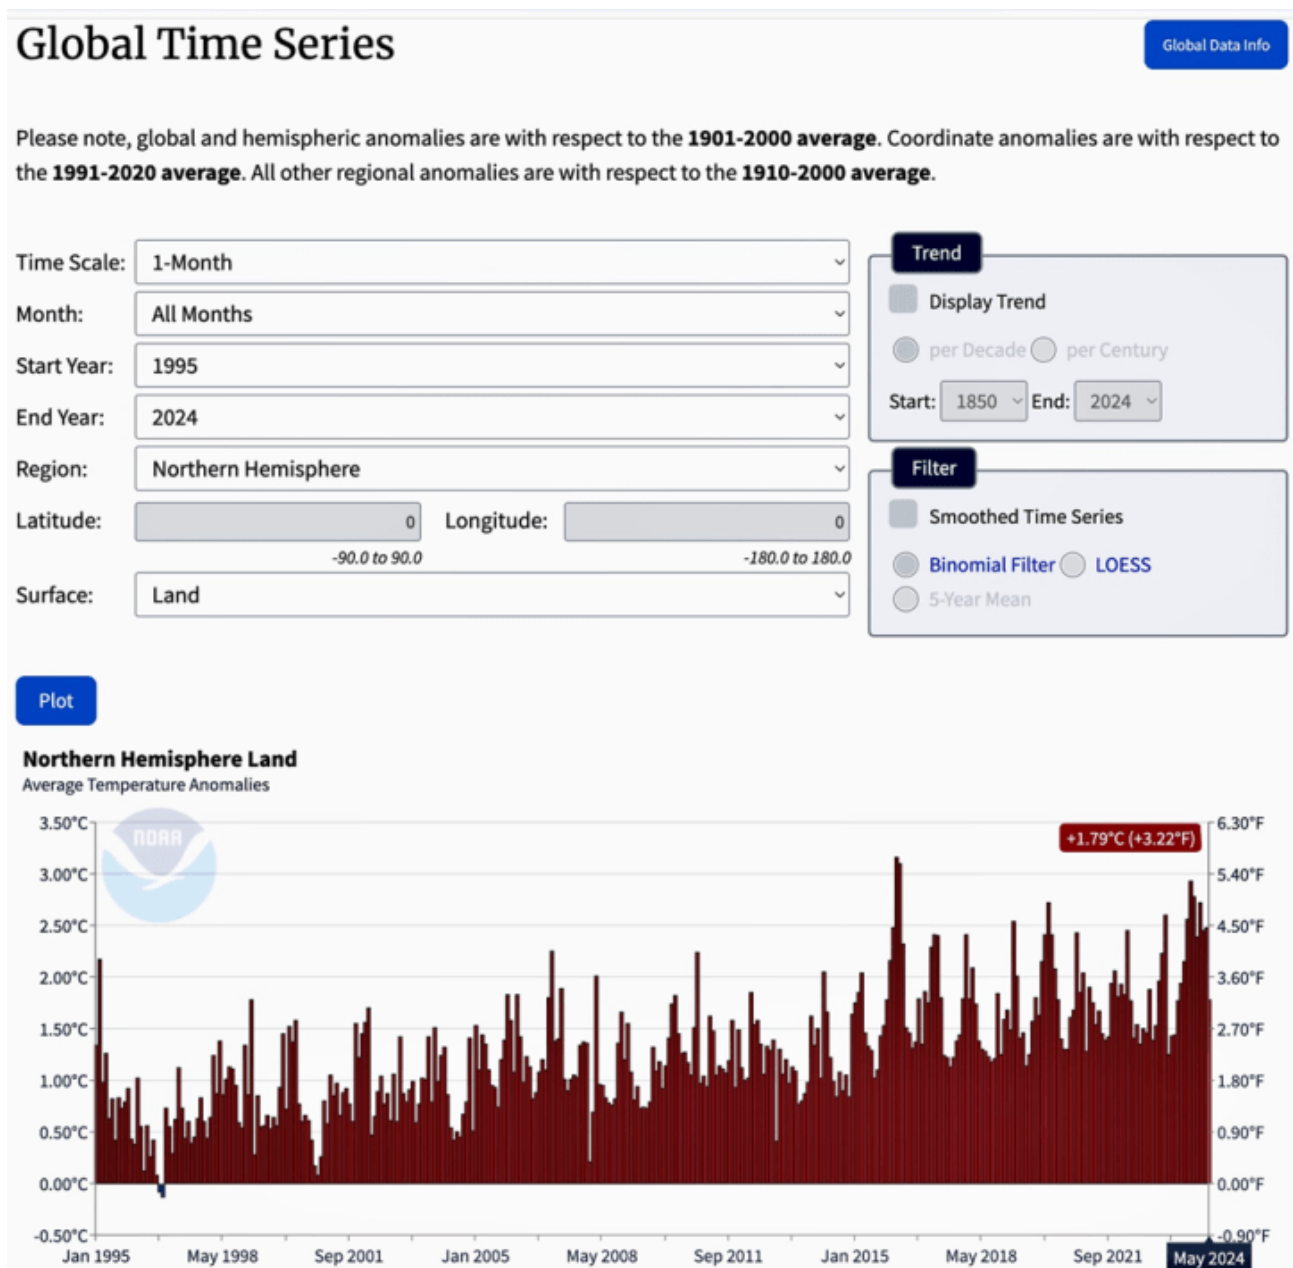 Global Time Series
Global Data Info
Please note, global and hemispheric anomalies are with respect to the 1901-2000 average. Coordinate anomalies are with respect to
the 1991-2020 average. All other regional anomalies are with respect to the 1910-2000 average.
Time Scale: 1-Month
Month: All Months
Start Year: 1995
End Year: 2024
Region: Northern Hemisphere
Latitude: 0 Longitude: 0
-90.0 to 90.0 -180.0 to 180.0
Surface: Land
Trend
Display Trend
per Decade per Century
Start: 1850 End: 2024
Filter
Smoothed Time Series
Binomial Filter LOESS
5-Year Mean
Plot
Northern Hemisphere Land
Average Temperature Anomalies
NOAA
+1.79°C (+3.22°F)
3.50°C 6.30°F
3.00°C 5.40°F
2.50°C 4.50°F
2.00°C 3.60°F
1.50°C 2.70°F
1.00°C 1.80°F
0.50°C 0.90°F
0.00°C 0.00°F
-0.50°C -0.90°F
Jan 1995 May 1998 Sep 2001 Jan 2005 May 2008 Sep 2011 Jan 2015 May 2018 Sep 2021 May 2024